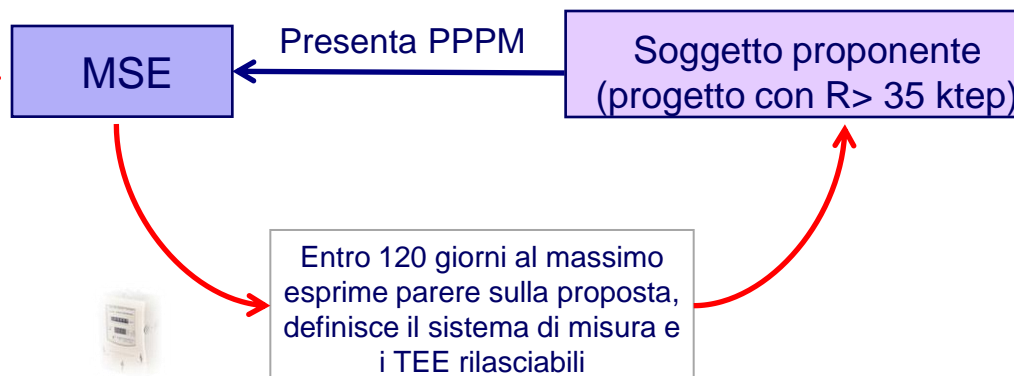 Presenta PPPM
MSE
Soggetto proponente
(progetto con R> 35 ktep)
Entro 120 giorni al massimo
esprime parere sulla proposta,
definisce il sistema di misura e
i TEE rilasciabili